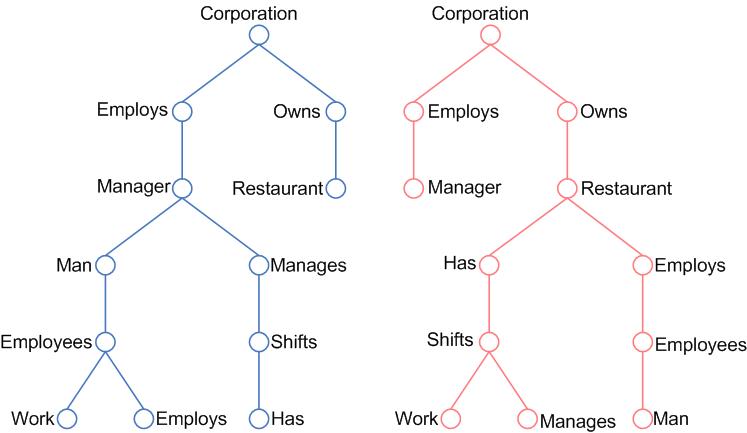 Corporation
Corporation
Employs
Owns
Employs
Owns
Manager
Restaurant
Manager
Restaurant
Man
Manages
Has
Employs
Employees
Shifts
Shifts
Employees
Work
Employs
Has
Work
Manages
Man